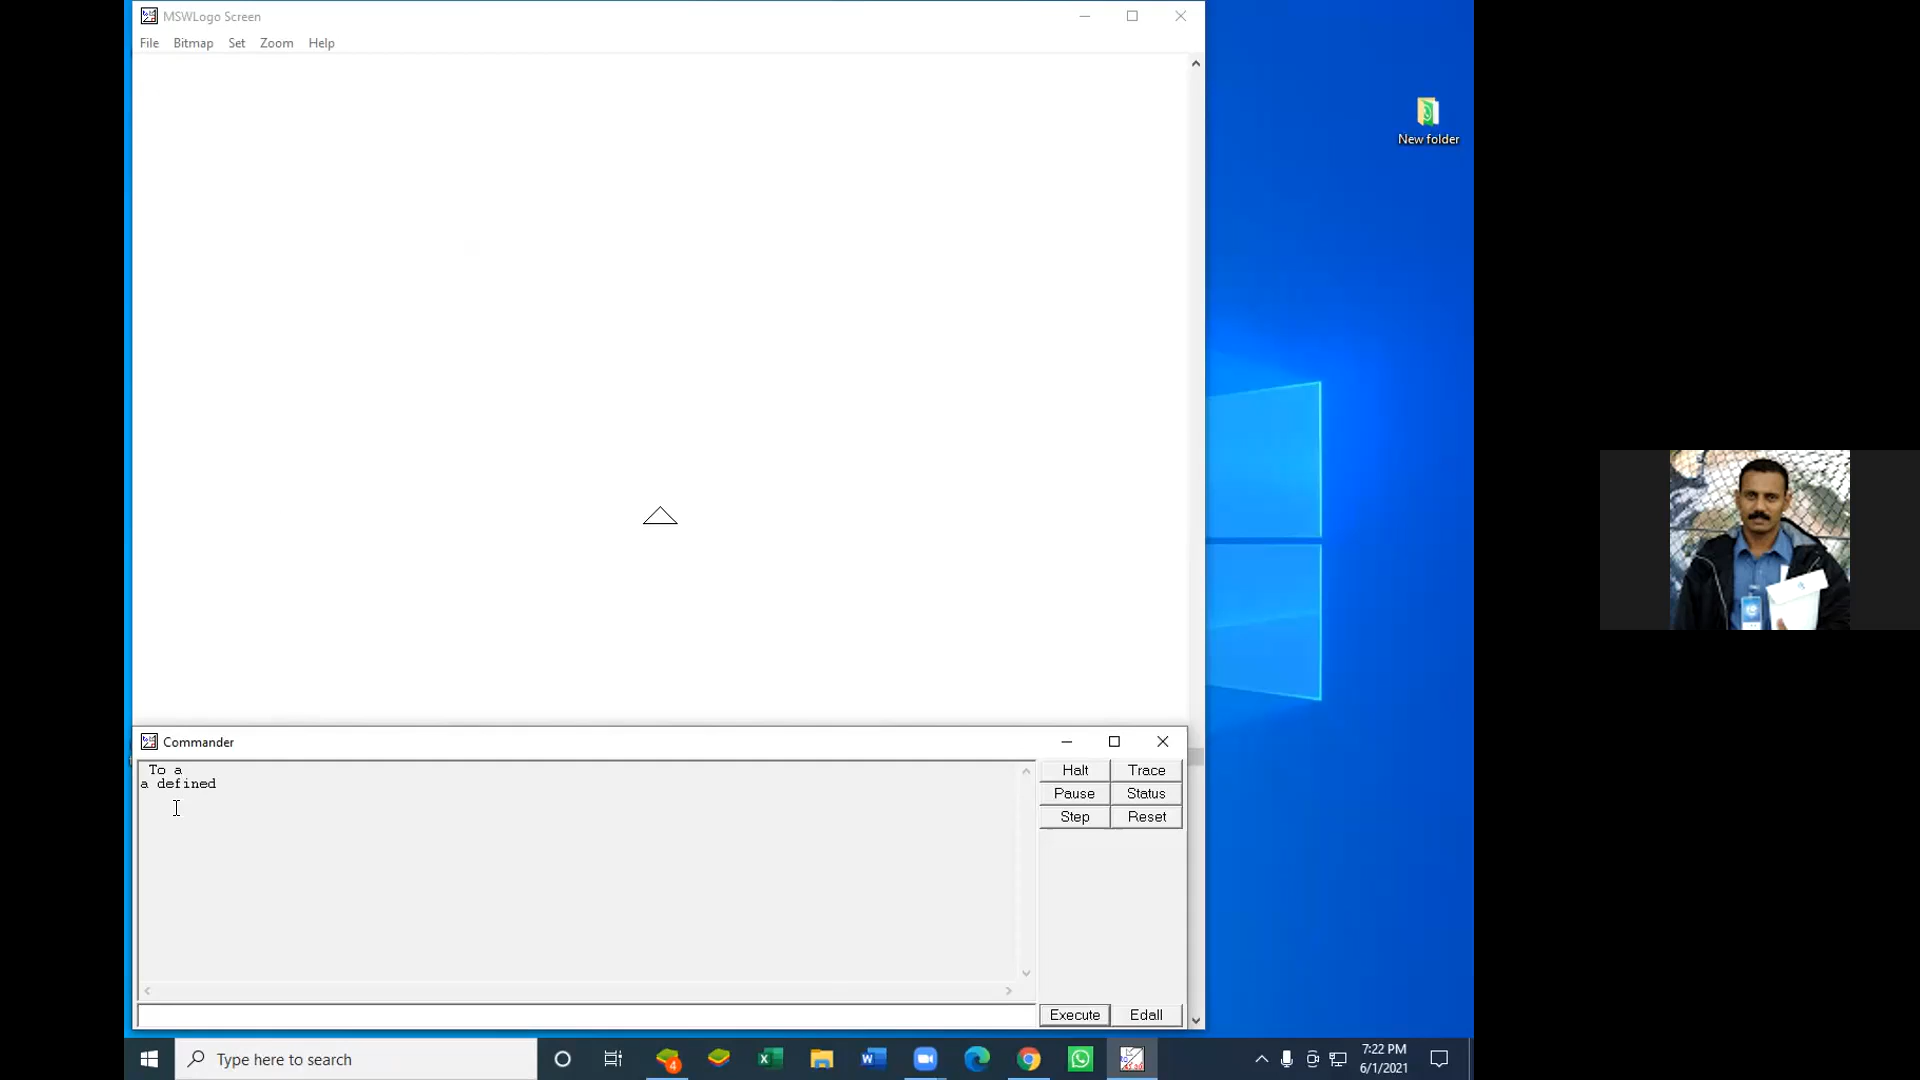 MSWLogo Screen
File Bitmap Set Zoom Help
New folder
Commander
To a
a defined
Halt Trace
Pause Status
Step Reset
Execute Edall
Type here to search
4
7:22 PM
6/1/2021